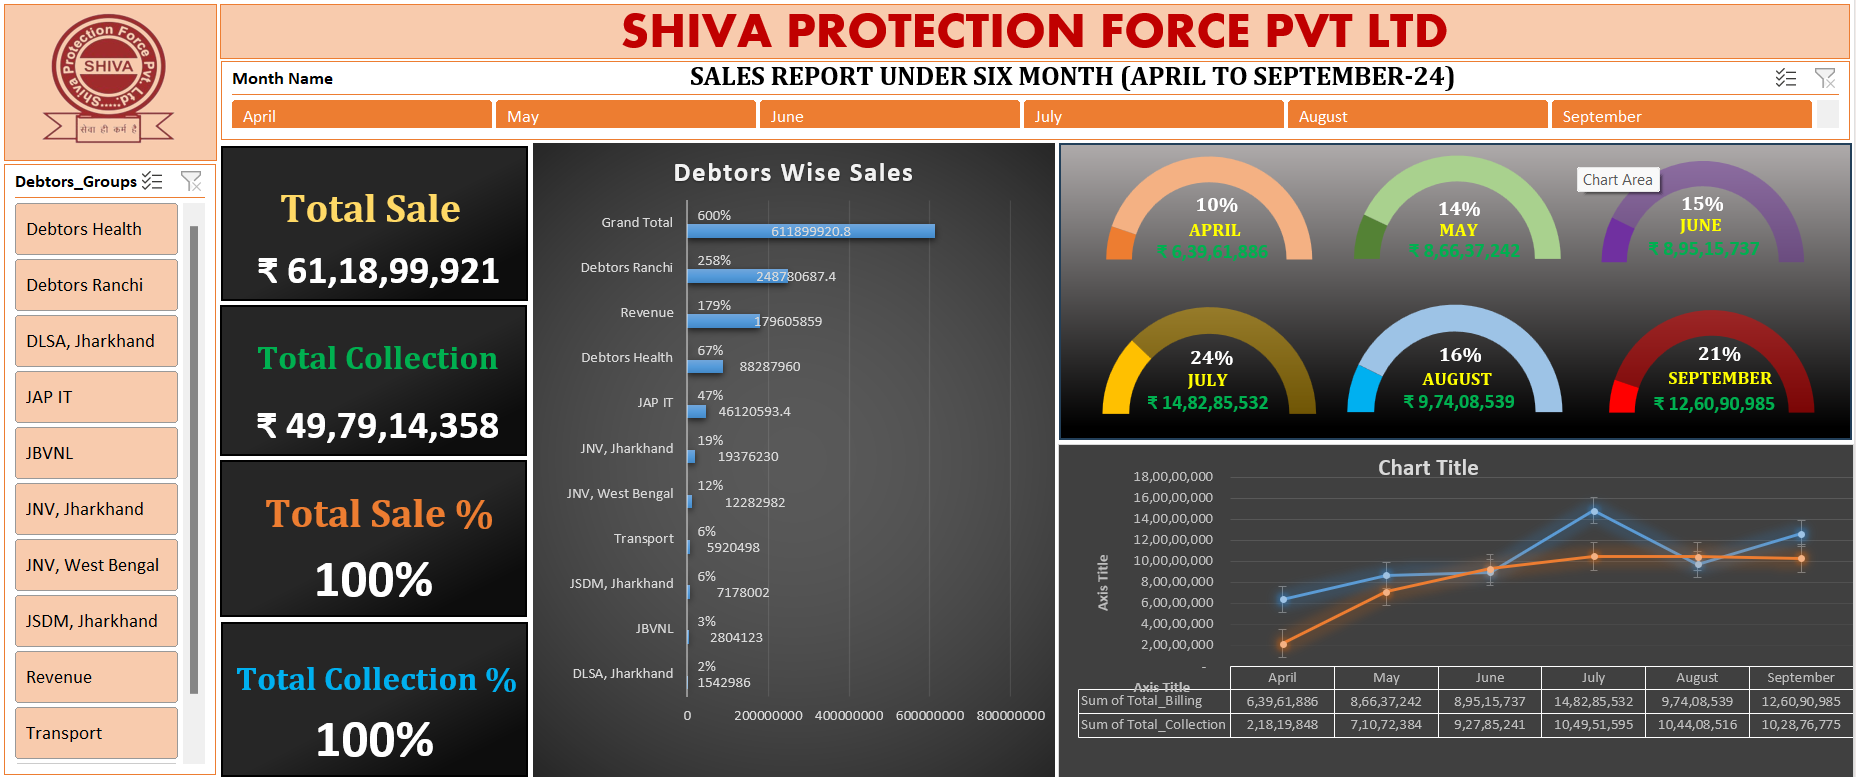 Shiva Protection Force Pvt. Ltd.
SHIVA
सेवा ही कर्म है
SHIVA PROTECTION FORCE PVT LTD
Month Name
SALES REPORT UNDER SIX MONTH (APRIL TO SEPTEMBER-24)
April May June July August September
Debtors_Groups
Debtors Health
Debtors Ranchi
DLSA, Jharkhand
JAP IT
JBVNL
JNV, Jharkhand
JNV, West Bengal
JSDM, Jharkhand
Revenue
Transport
Total Sale
₹ 61,18,99,921
Total Collection
₹ 49,79,14,358
Total Sale %
100%
Total Collection %
100%
Debtors Wise Sales
Grand Total 600% 611899920.8
Debtors Ranchi 258% 248780687.4
Revenue 179% 179605859
Debtors Health 67% 88287960
JAP IT 47% 46120593.4
JNV, Jharkhand 19% 19376230
JNV, West Bengal 12% 12282982
Transport 6% 5920498
JSDM, Jharkhand 6% 7178002
JBVNL 3% 2804123
DLSA, Jharkhand 2% 1542986
0 200000000 400000000 600000000 800000000
10%
APRIL
₹ 6,39,61,886
14%
MAY
₹ 8,66,37,242
Chart Area
15%
JUNE
₹ 8,95,15,737
24%
JULY
₹ 14,82,85,532
16%
AUGUST
₹ 9,74,08,539
21%
SEPTEMBER
₹ 12,60,90,985
Chart Title
18,00,00,000
16,00,00,000
14,00,00,000
12,00,00,000
10,00,00,000
8,00,00,000
6,00,00,000
4,00,00,000
2,00,00,000
-
Axis Title
Axis Title
April May June July August September
Sum of Total_Billing 6,39,61,886 8,66,37,242 8,95,15,737 14,82,85,532 9,74,08,539 12,60,90,985
Sum of Total_Collection 2,18,19,848 7,10,72,384 9,27,85,241 10,49,51,595 10,44,08,516 10,28,76,775